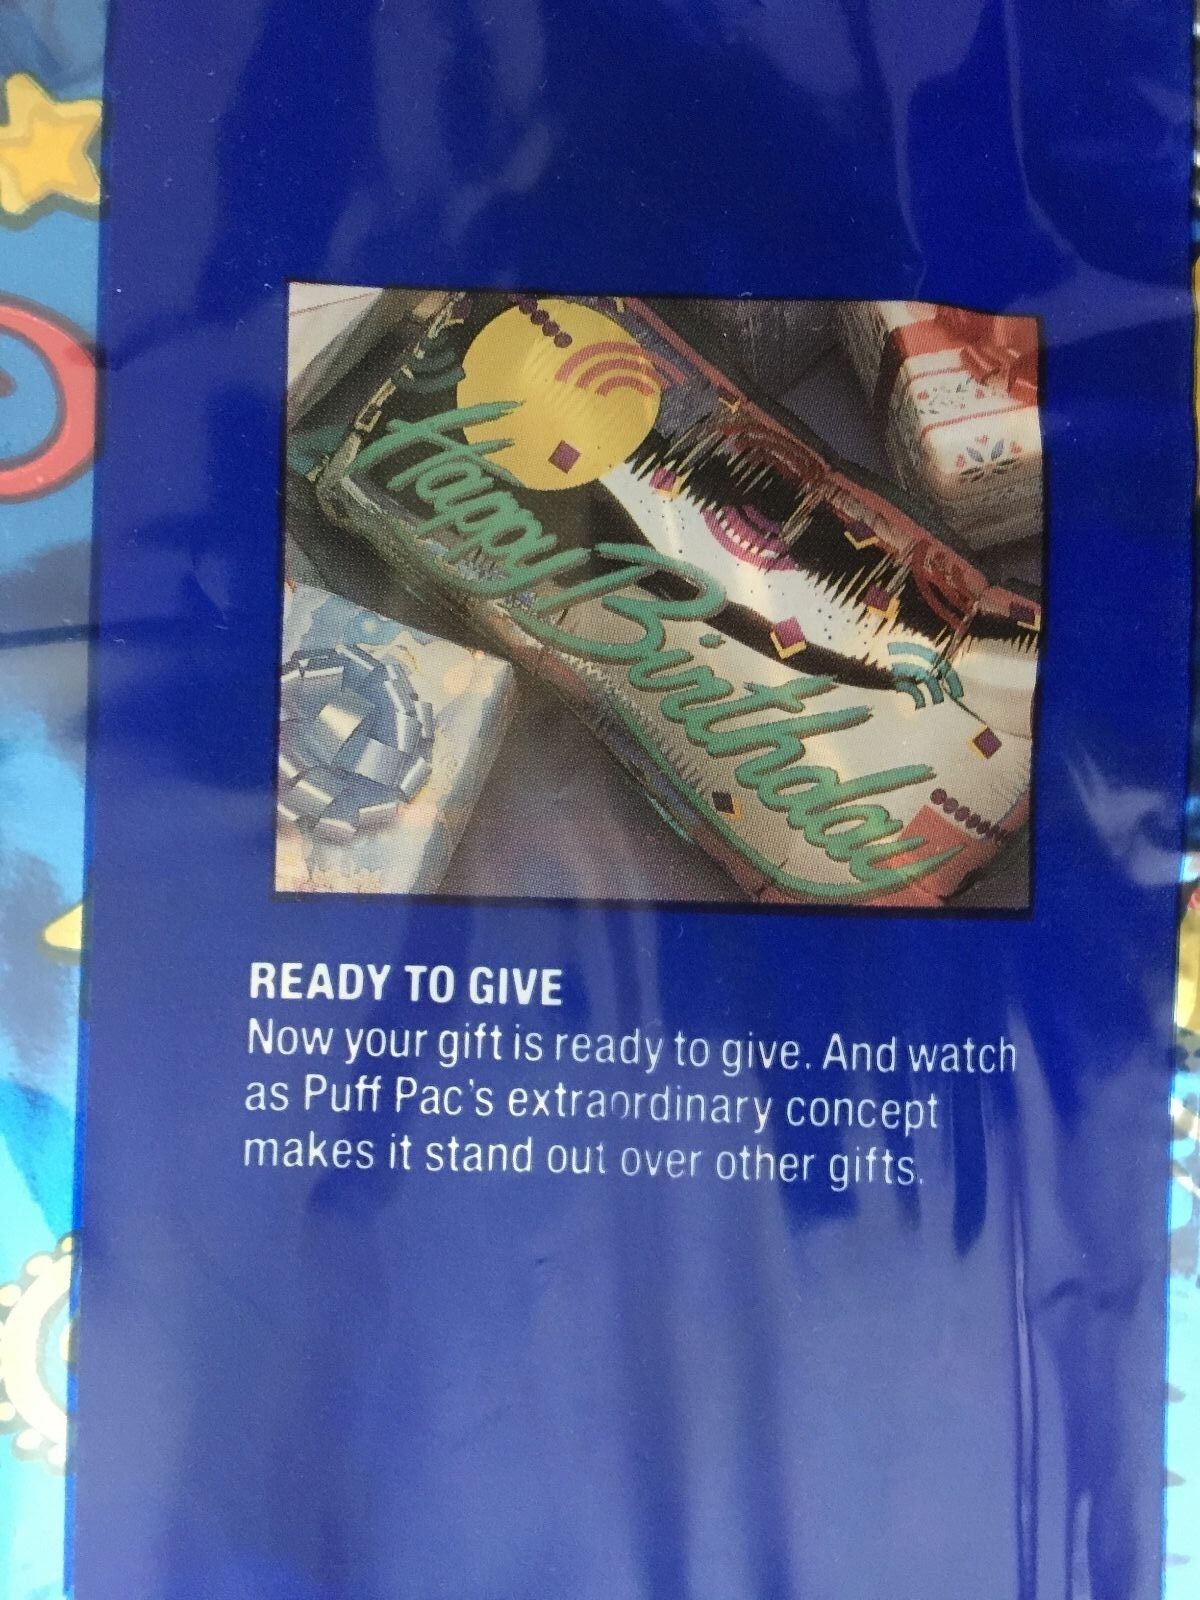 Happy Birthday
READY TO GIVE
Now your gift is ready to give. And watch
as Puff Pac's extraordinary concept
makes it stand out over other gifts.